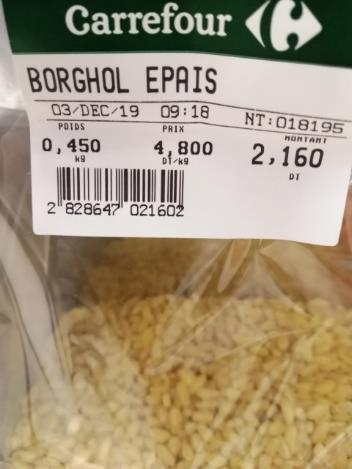 Carrefour
BORGHOL EPAIS
03/DEC/19 09:18 NT:018195
POIDS PRIX MONTANT
0,450 4,800 2,160
kg DT/kg DT
2 828647 021602